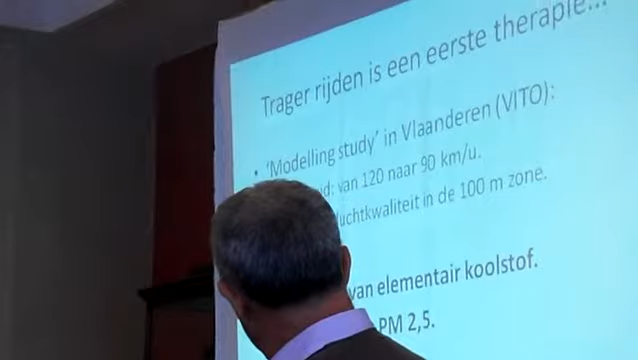 Trager rijden is een eerste therapie...
• 'Modelling study' in Vlaanderen (VITO):
van 120 naar 90 km/u.
luchtkwaliteit in de 100 m zone.
van elementair koolstof.
PM 2,5.